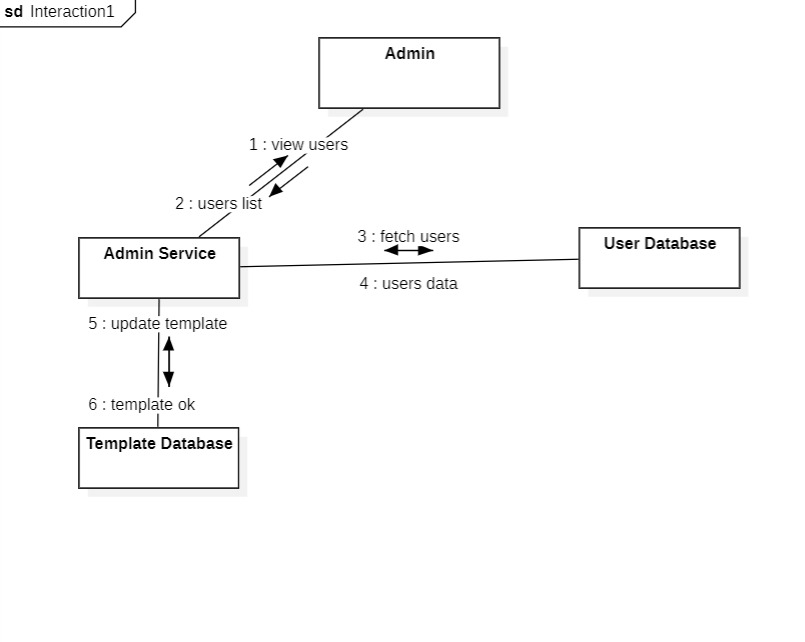 sd Interaction1
Admin
1 : view users
2 : users list
3 : fetch users
Admin Service
User Database
4 : users data
5 : update template
6 : template ok
Template Database